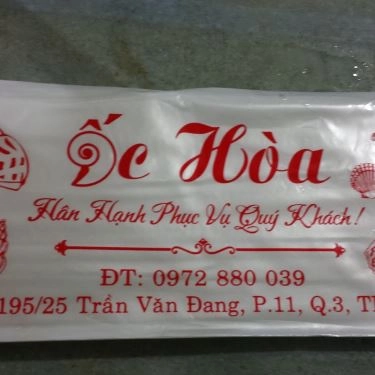 Ốc Hòa
Hân Hạnh Phục Vụ Quý Khách!
ĐT: 0972 880 039
195/25 Trần Văn Đang, P.11, Q.3,